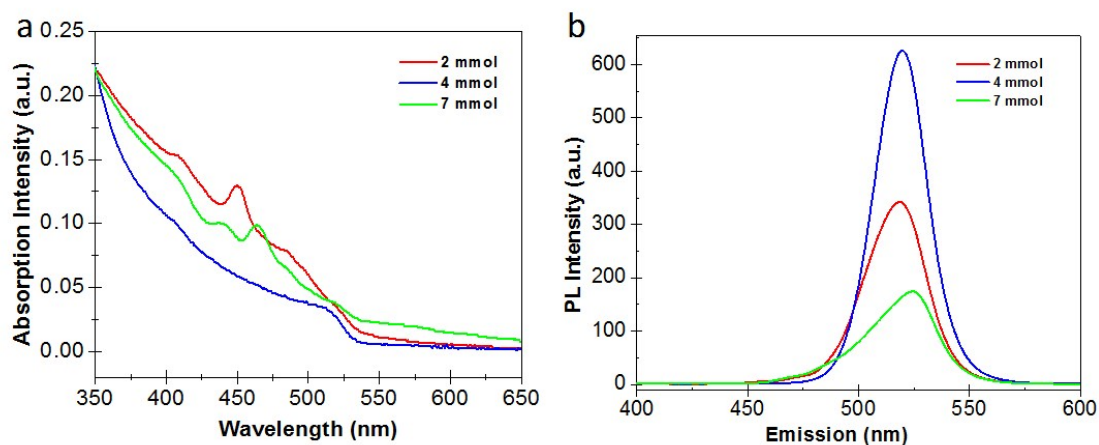 a
0.25
0.20
0.15
0.10
0.05
0.00
Absorption Intensity (a.u.)
350 400 450 500 550 600 650
Wavelength (nm)
2 mmol
4 mmol
7 mmol
b
600
500
400
300
200
100
0
PL Intensity (a.u.)
400 450 500 550 600
Emission (nm)
2 mmol
4 mmol
7 mmol